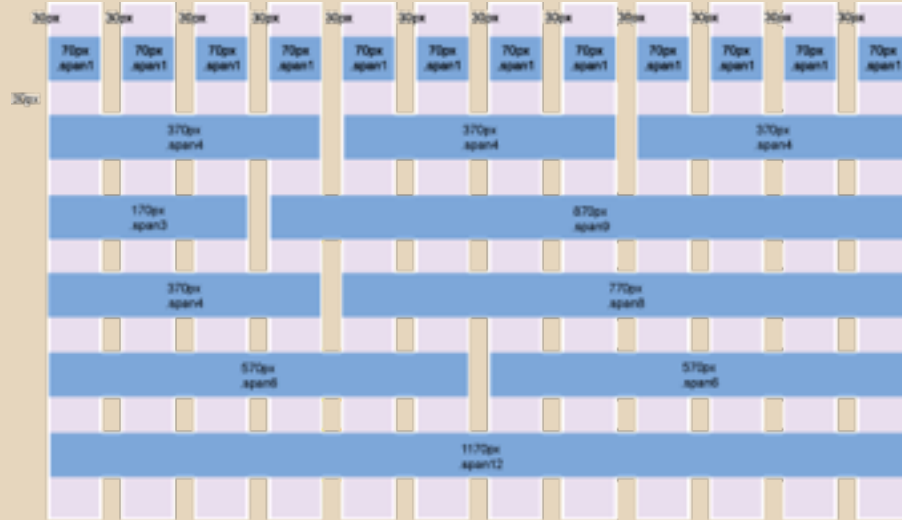 30px 30px 30px 30px 30px 30px 30px 30px 30px 30px 30px 30px
70px 70px 70px 70px 70px 70px 70px 70px 70px 70px 70px 70px
.span1 .span1 .span1 .span1 .span1 .span1 .span1 .span1 .span1 .span1 .span1 .span1
370px 370px 370px
.span4 .span4 .span4
170px 870px
.span3 .span9
370px 770px
.span4 .span8
570px 570px
.span6 .span6
1170px
.span12